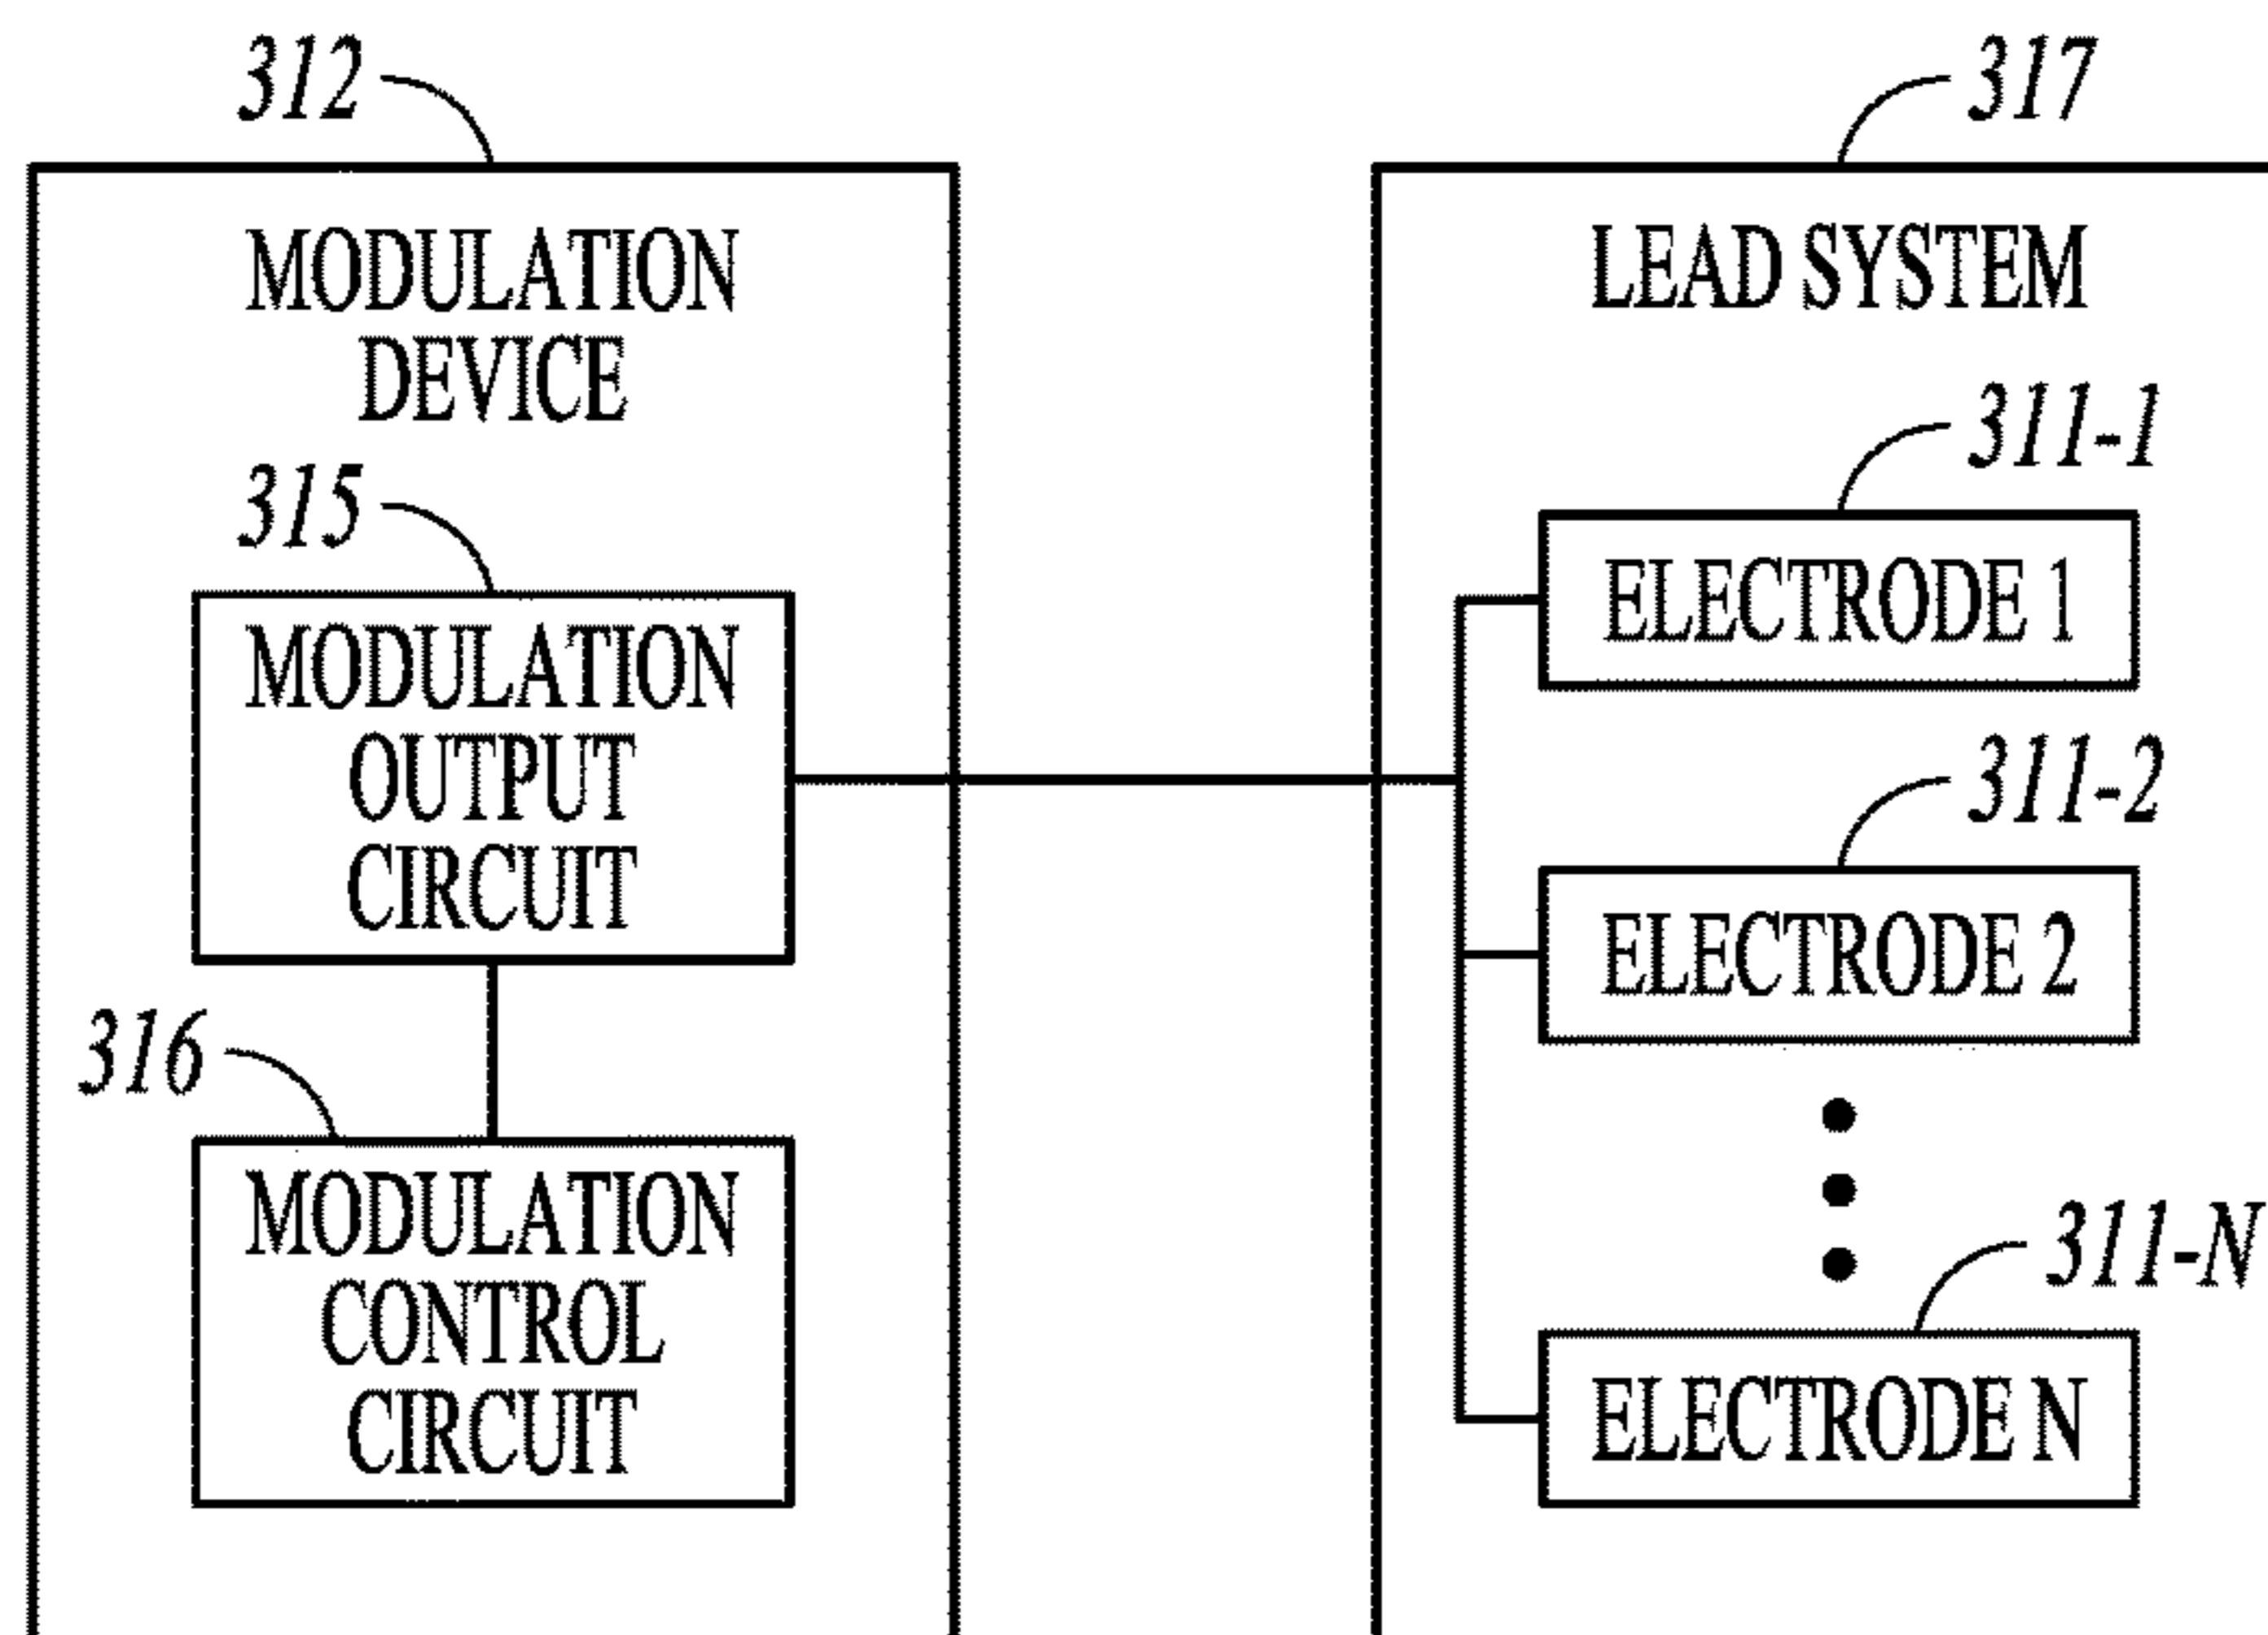 312
MODULATION
DEVICE
315
MODULATION
OUTPUT
CIRCUIT
316
MODULATION
CONTROL
CIRCUIT
317
LEAD SYSTEM
311-1
ELECTRODE 1
311-2
ELECTRODE 2
311-N
ELECTRODE N